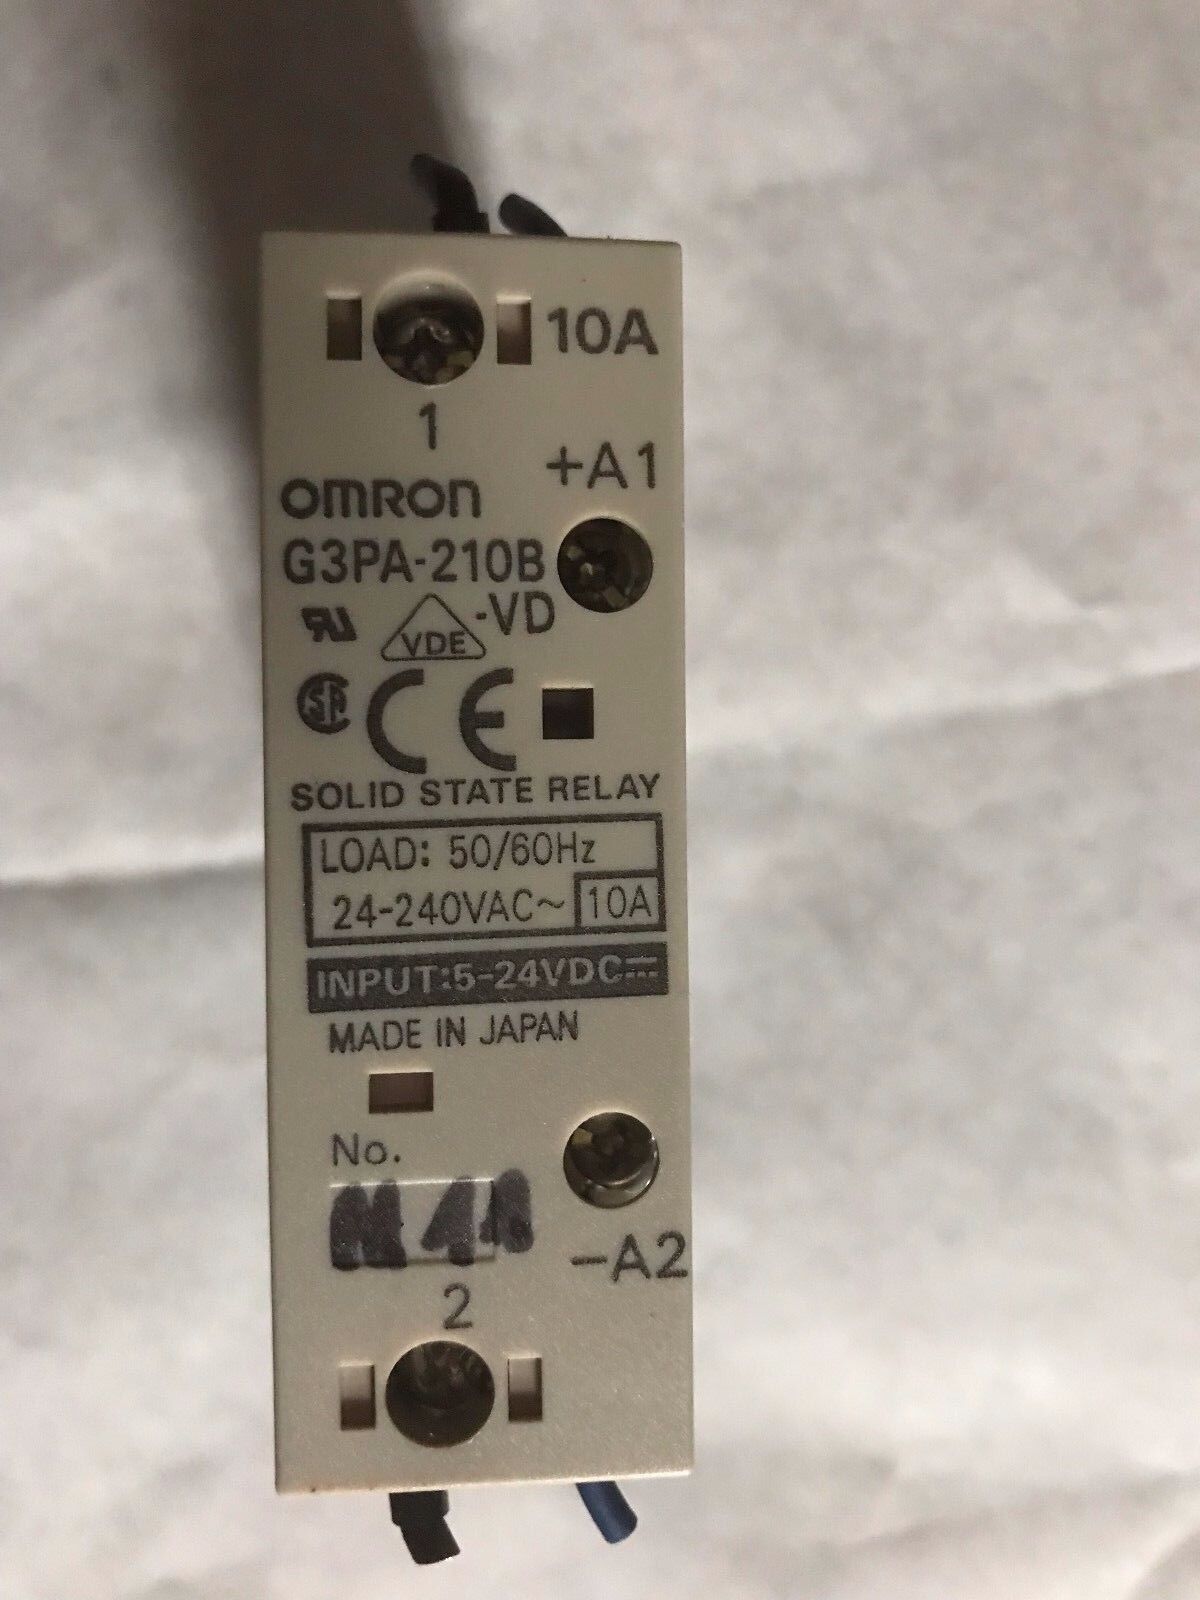 10A
1
+A1
OMRON
G3PA-210B
-VD
VDE
CE
SOLID STATE RELAY
LOAD: 50/60Hz
24-240VAC~ 10A
INPUT:5-24VDC⎓
MADE IN JAPAN
No.
-A2
2